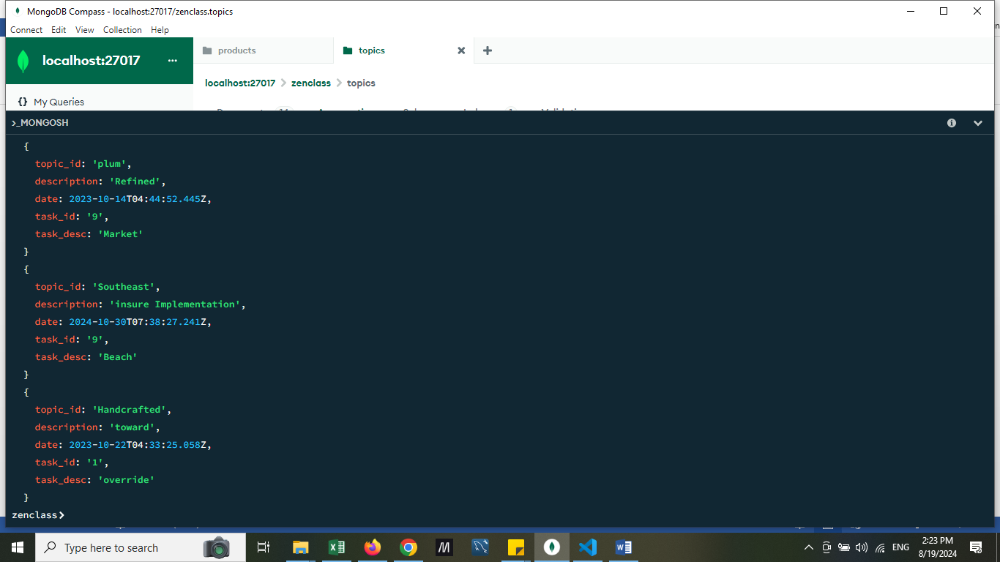 MongoDB Compass - localhost:27017/zenclass.topics
Connect Edit View Collection Help
localhost:27017 ...
products
topics
localhost:27017 > zenclass > topics
{} My Queries
>_MONGOSH
{
topic_id: 'plum',
description: 'Refined',
date: 2023-10-14T04:44:52.445Z,
task_id: '9',
task_desc: 'Market'
}
{
topic_id: 'Southeast',
description: 'insure Implementation',
date: 2024-10-30T07:38:27.241Z,
task_id: '9',
task_desc: 'Beach'
}
{
topic_id: 'Handcrafted',
description: 'toward',
date: 2023-10-22T04:33:25.058Z,
task_id: '1',
task_desc: 'override'
}
zenclass>
Type here to search
ENG
2:23 PM
8/19/2024